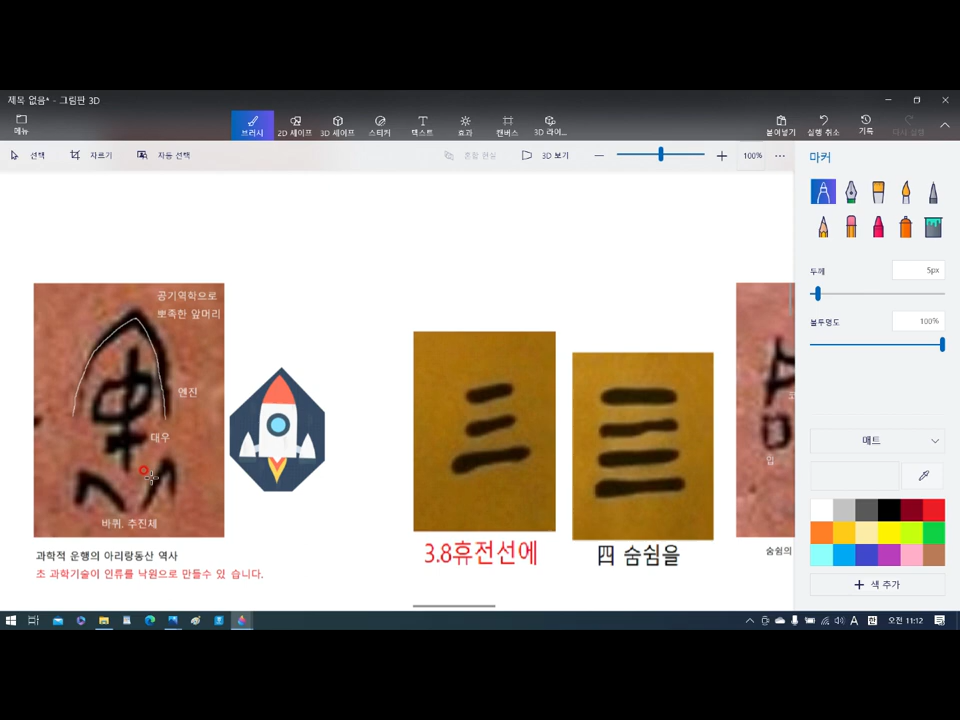 제목 없음* - 그림판 3D
메뉴
브러시
2D 셰이프
3D 셰이프
스티커
텍스트
효과
캔버스
3D 라이...
붙여넣기
실행 취소
기록
다시 실행
선택
자르기
자동 선택
혼합 현실
3D 보기
100%
마커
두께
5px
불투명도
100%
매트
색 추가
공기역학으로
뾰족한 앞머리
엔진
대우
바퀴. 추진체
과학적 운행의 아리랑동산 역사
초 과학기술이 인류를 낙원으로 만들수 있 습니다.
三
亖
3.8휴전선에
四 숨쉼을
입
숨쉼의
A
오전 11:12